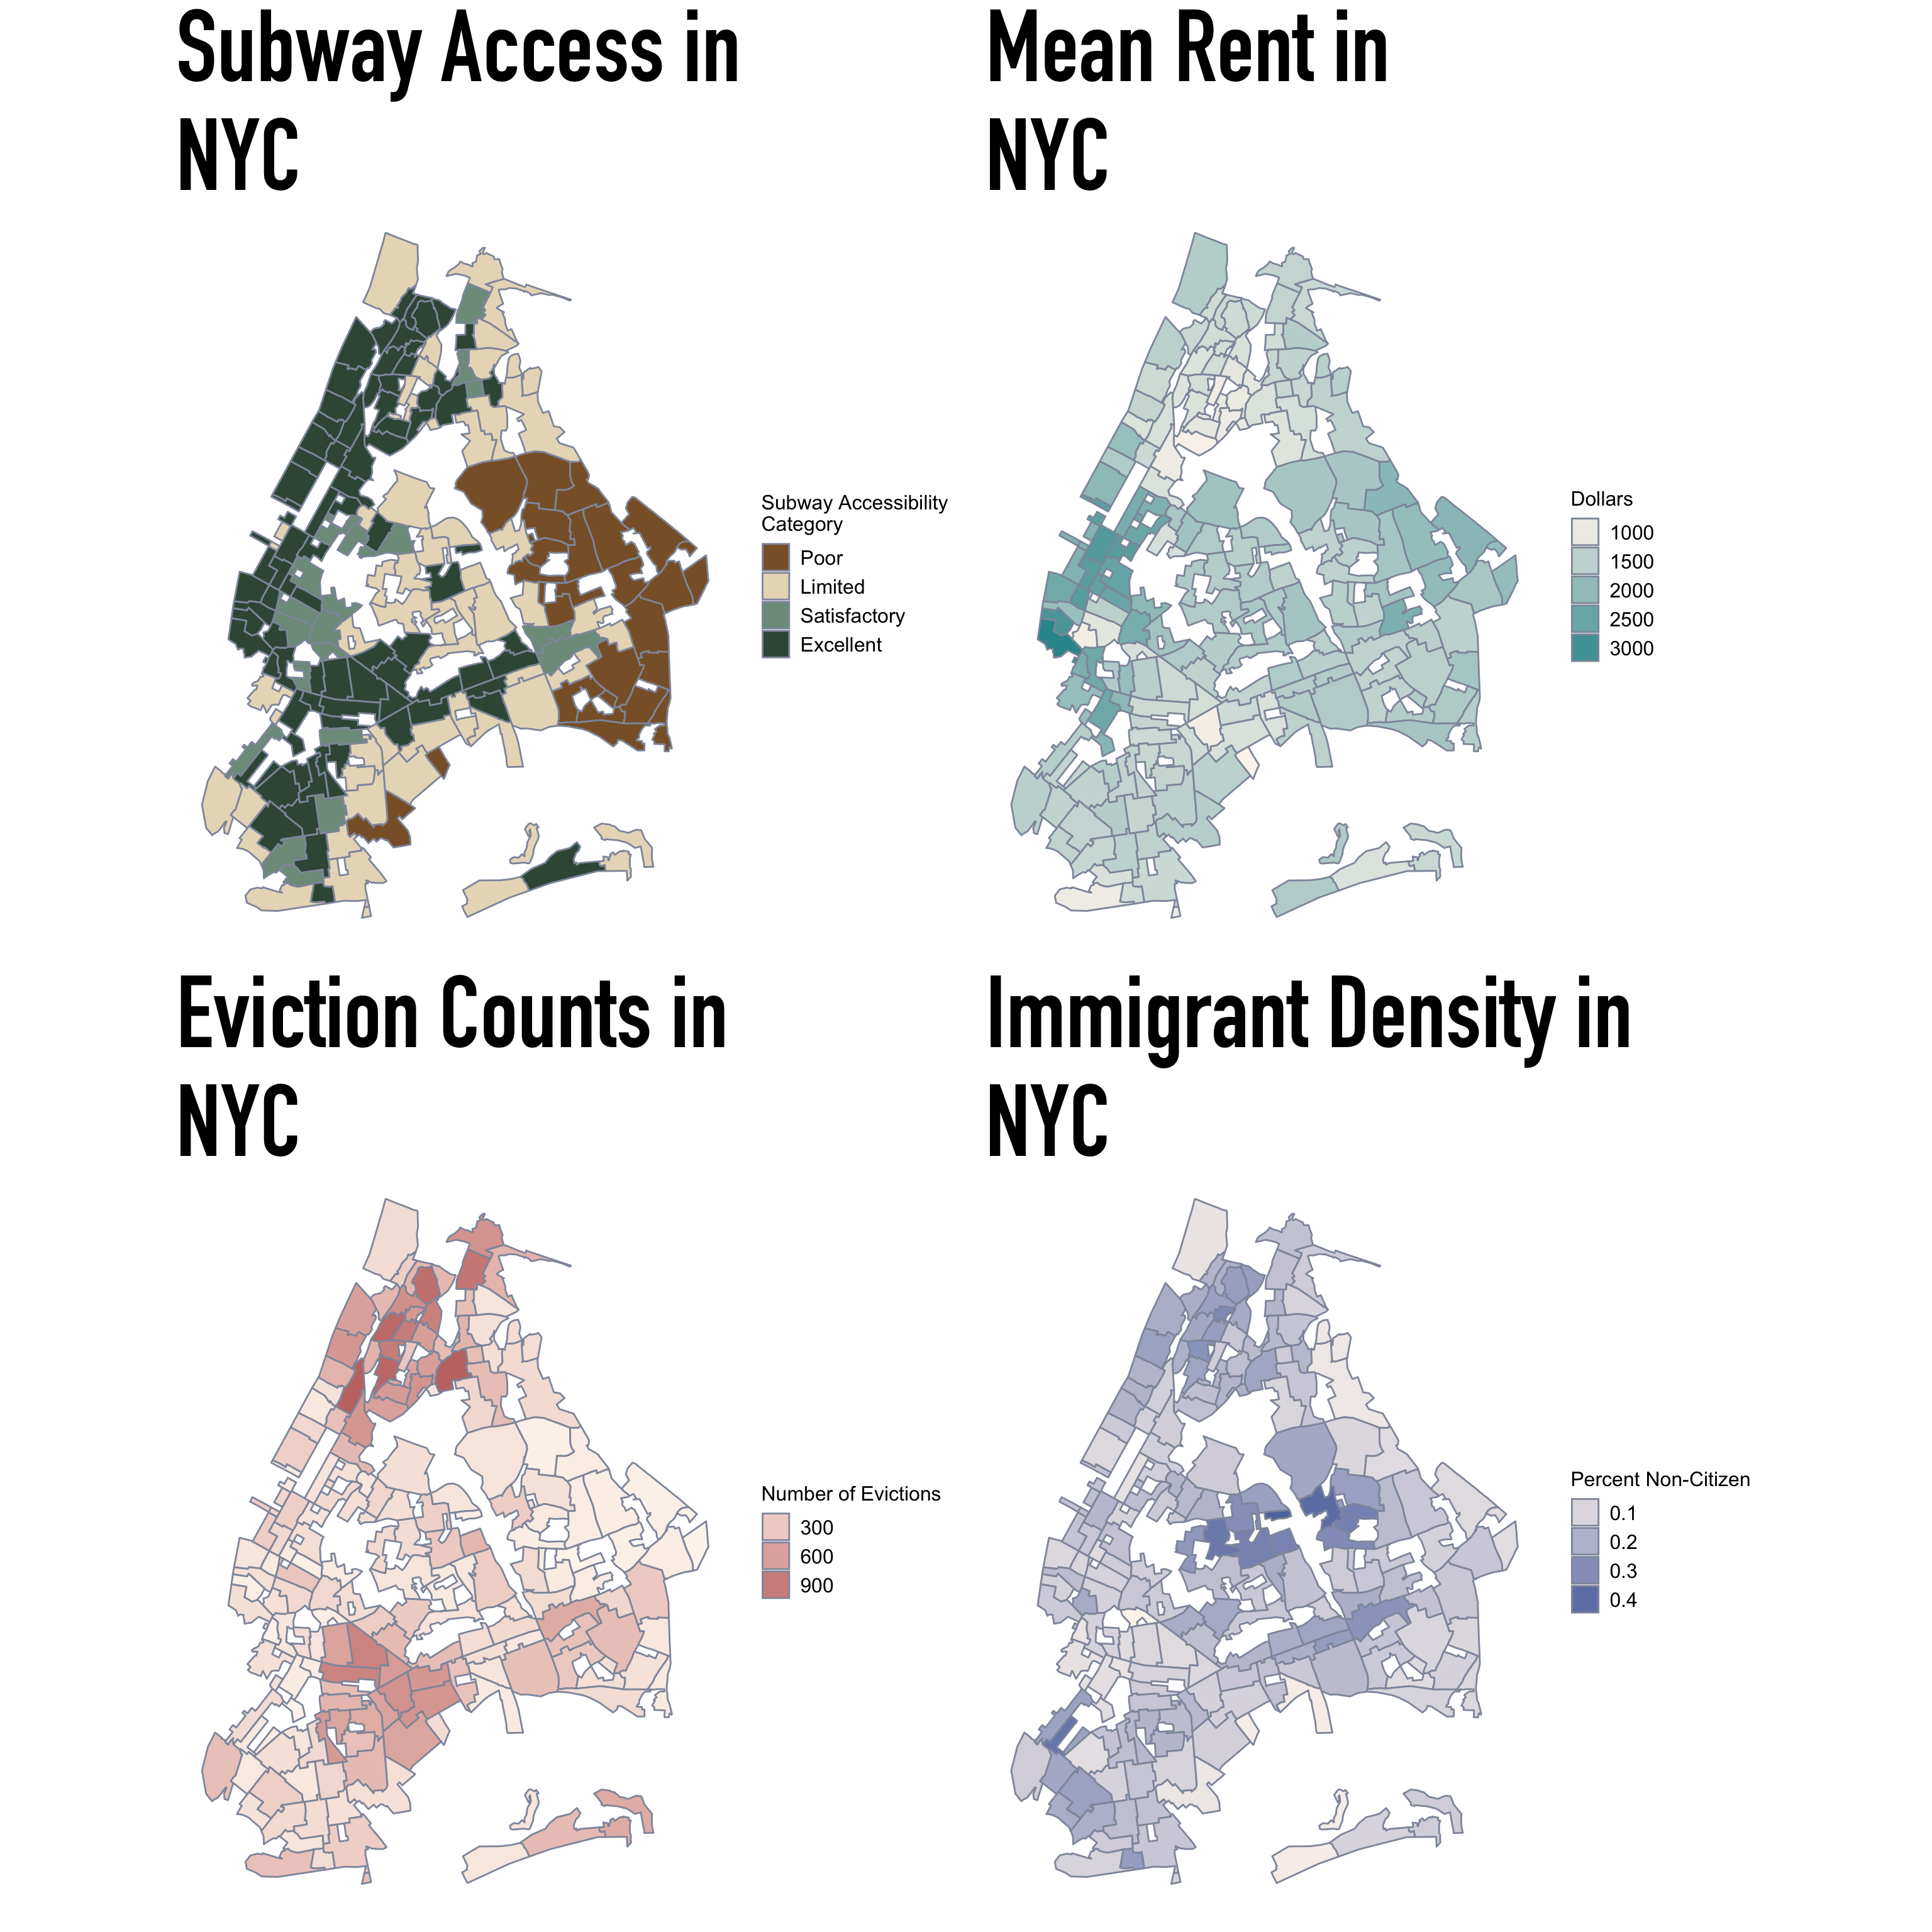 Subway Access in
NYC
Subway Accessibility
Category
Poor
Limited
Satisfactory
Excellent
Mean Rent in
NYC
Dollars
1000
1500
2000
2500
3000
Eviction Counts in
NYC
Number of Evictions
300
600
900
Immigrant Density in
NYC
Percent Non-Citizen
0.1
0.2
0.3
0.4